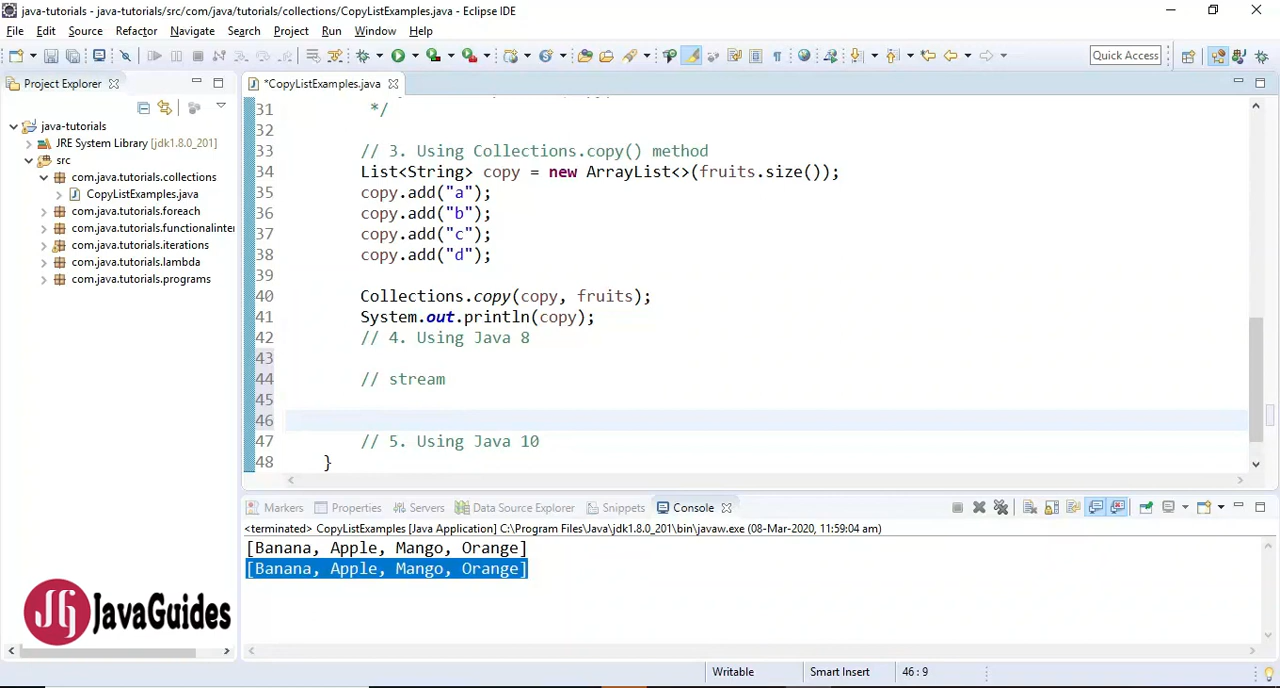 java-tutorials - java-tutorials/src/com/java/tutorials/collections/CopyListExamples.java - Eclipse IDE
File Edit Source Refactor Navigate Search Project Run Window Help
Quick Access
Project Explorer
*CopyListExamples.java
java-tutorials
JRE System Library [jdk1.8.0_201]
src
com.java.tutorials.collections
CopyListExamples.java
com.java.tutorials.foreach
com.java.tutorials.functionalinter
com.java.tutorials.iterations
com.java.tutorials.lambda
com.java.tutorials.programs
31 */
32
33 // 3. Using Collections.copy() method
34 List<String> copy = new ArrayList<>(fruits.size());
35 copy.add("a");
36 copy.add("b");
37 copy.add("c");
38 copy.add("d");
39
40 Collections.copy(copy, fruits);
41 System.out.println(copy);
42 // 4. Using Java 8
43
44 // stream
45
46
47 // 5. Using Java 10
48 }
Markers Properties Servers Data Source Explorer Snippets Console
<terminated> CopyListExamples [Java Application] C:\Program Files\Java\jdk1.8.0_201\bin\javaw.exe (08-Mar-2020, 11:59:04 am)
[Banana, Apple, Mango, Orange]
[Banana, Apple, Mango, Orange]
JG JavaGuides
Writable Smart Insert 46 : 9